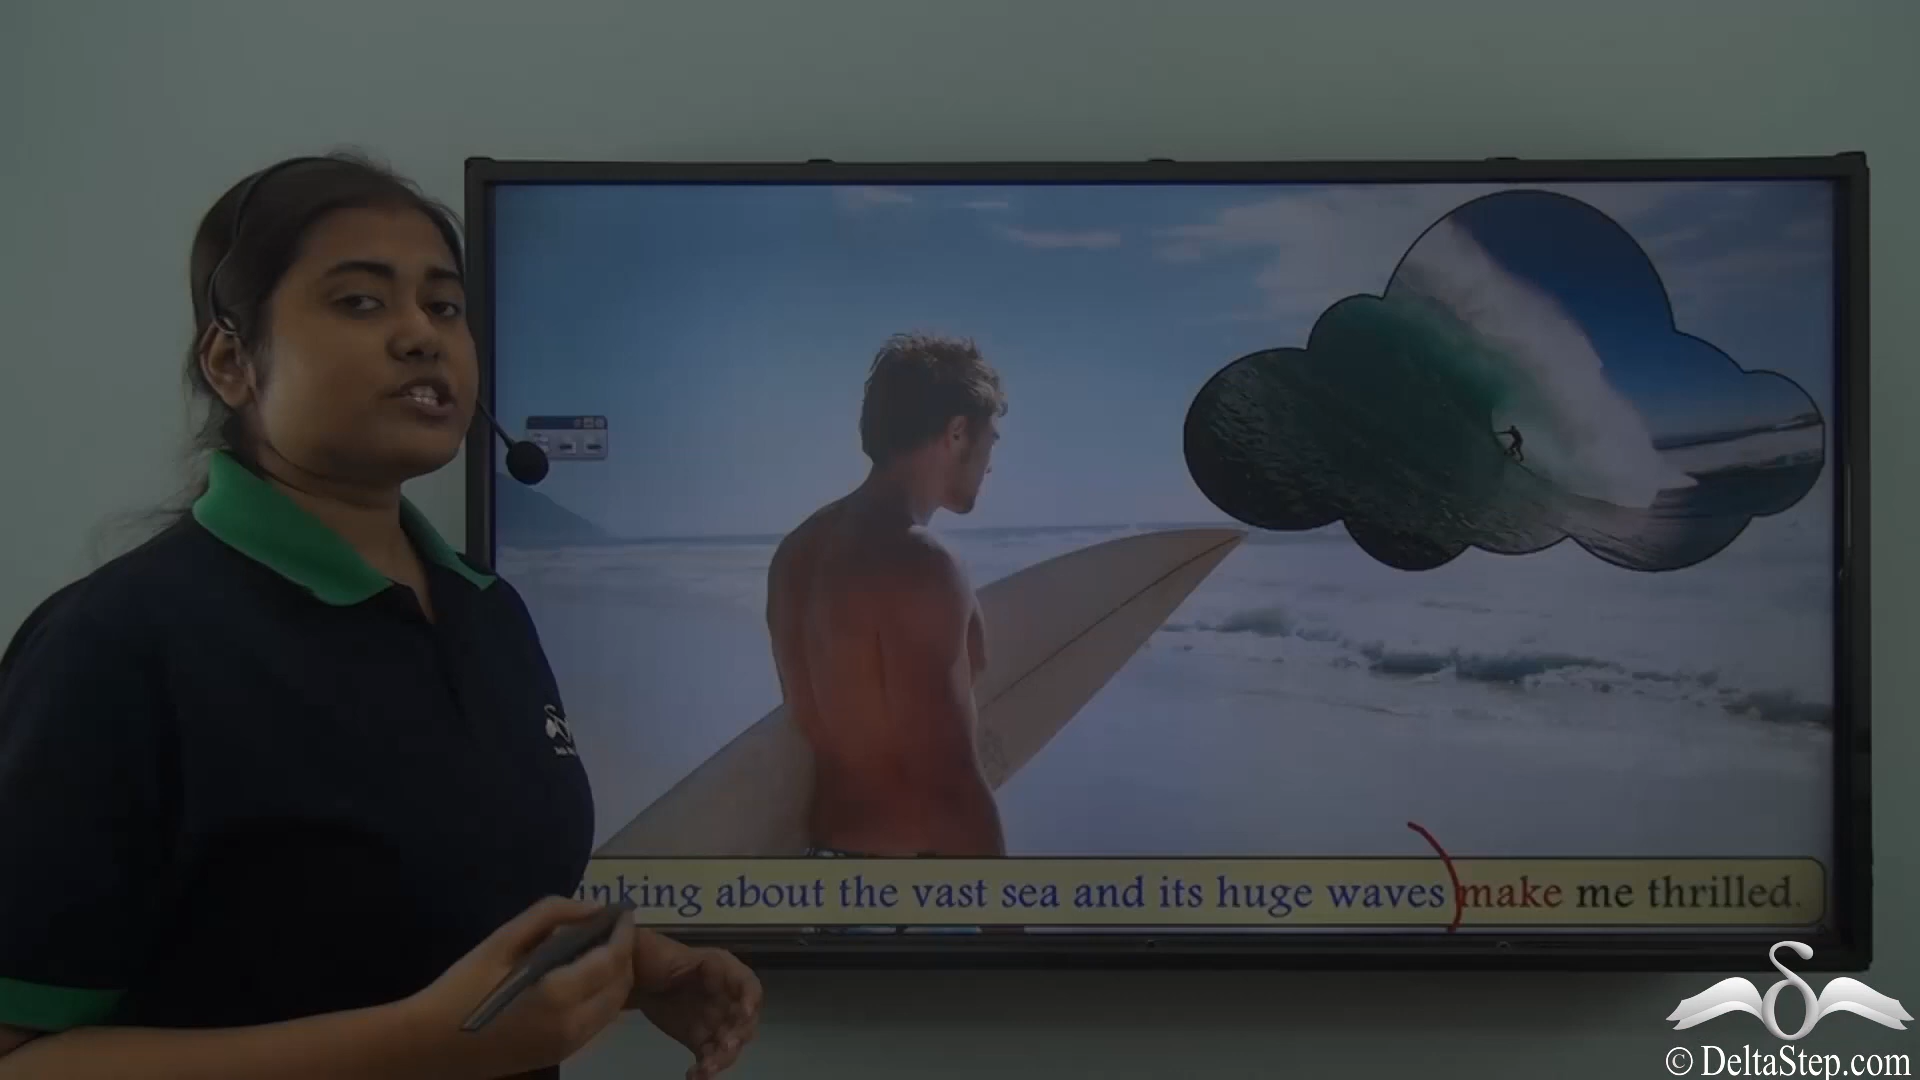 inking about the vast sea and its huge waves make me thrilled.
© DeltaStep.com